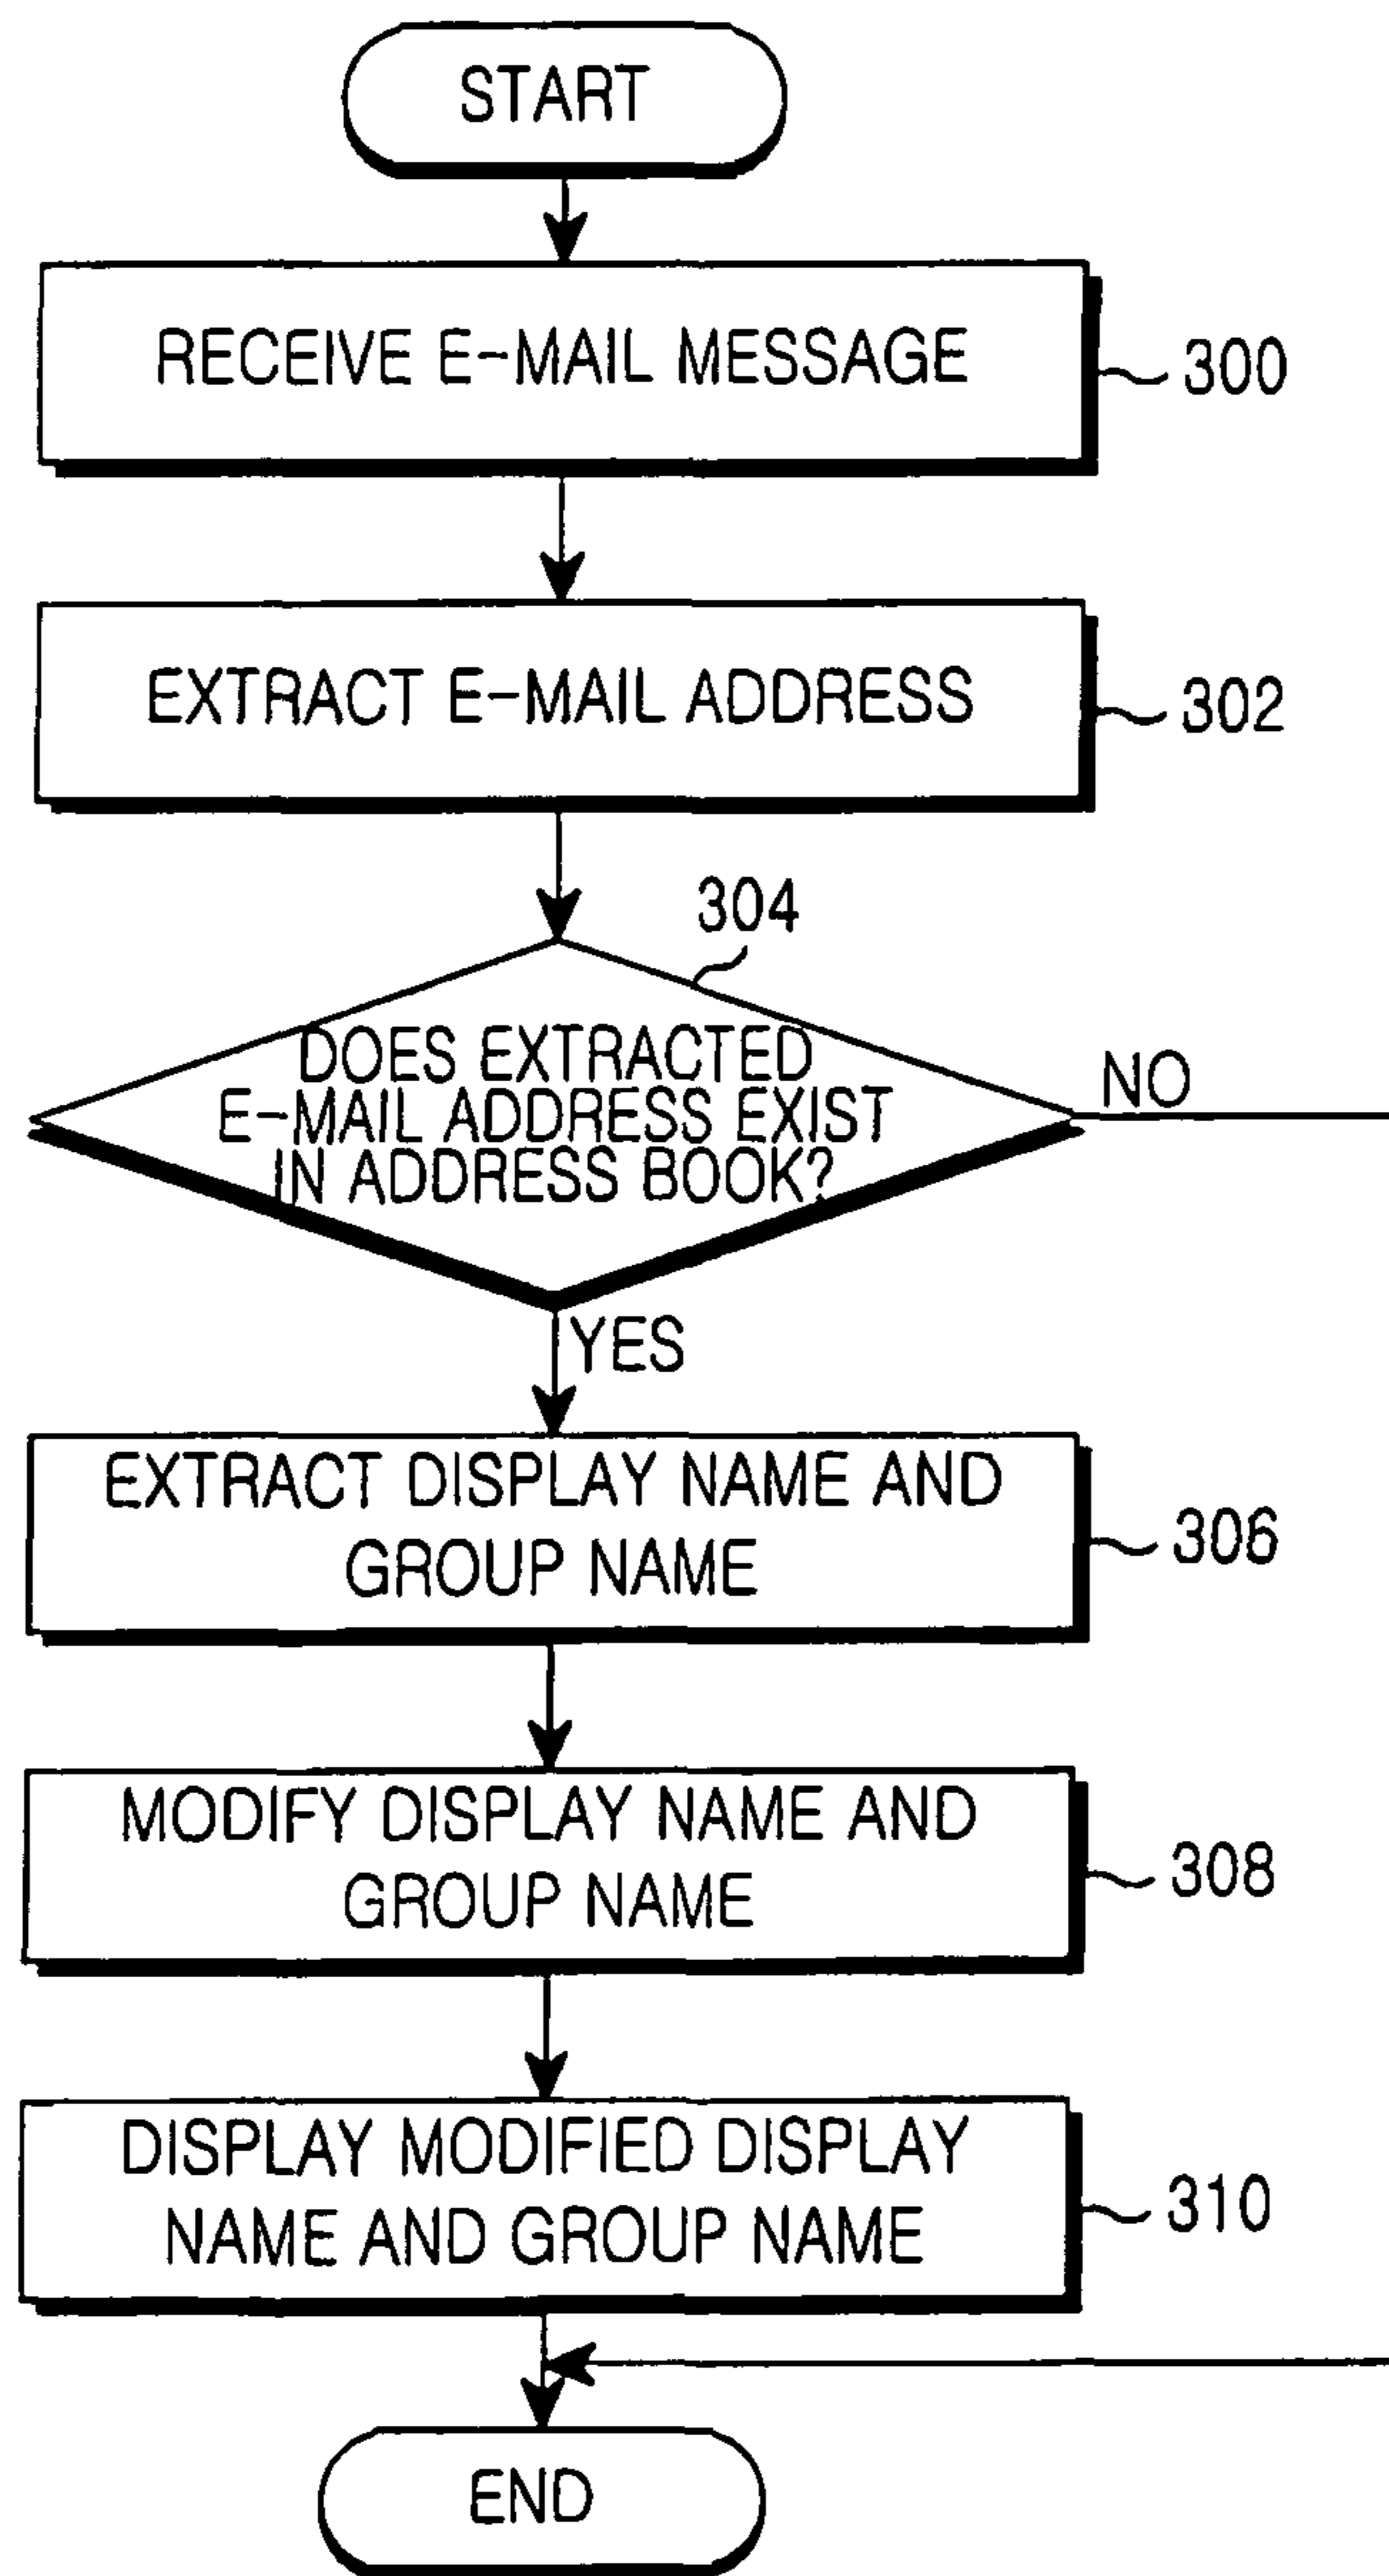 START
RECEIVE E-MAIL MESSAGE
300
EXTRACT E-MAIL ADDRESS
302
304
DOES EXTRACTED
E-MAIL ADDRESS EXIST
IN ADDRESS BOOK?
NO
YES
EXTRACT DISPLAY NAME AND
GROUP NAME
306
MODIFY DISPLAY NAME AND
GROUP NAME
308
DISPLAY MODIFIED DISPLAY
NAME AND GROUP NAME
310
END